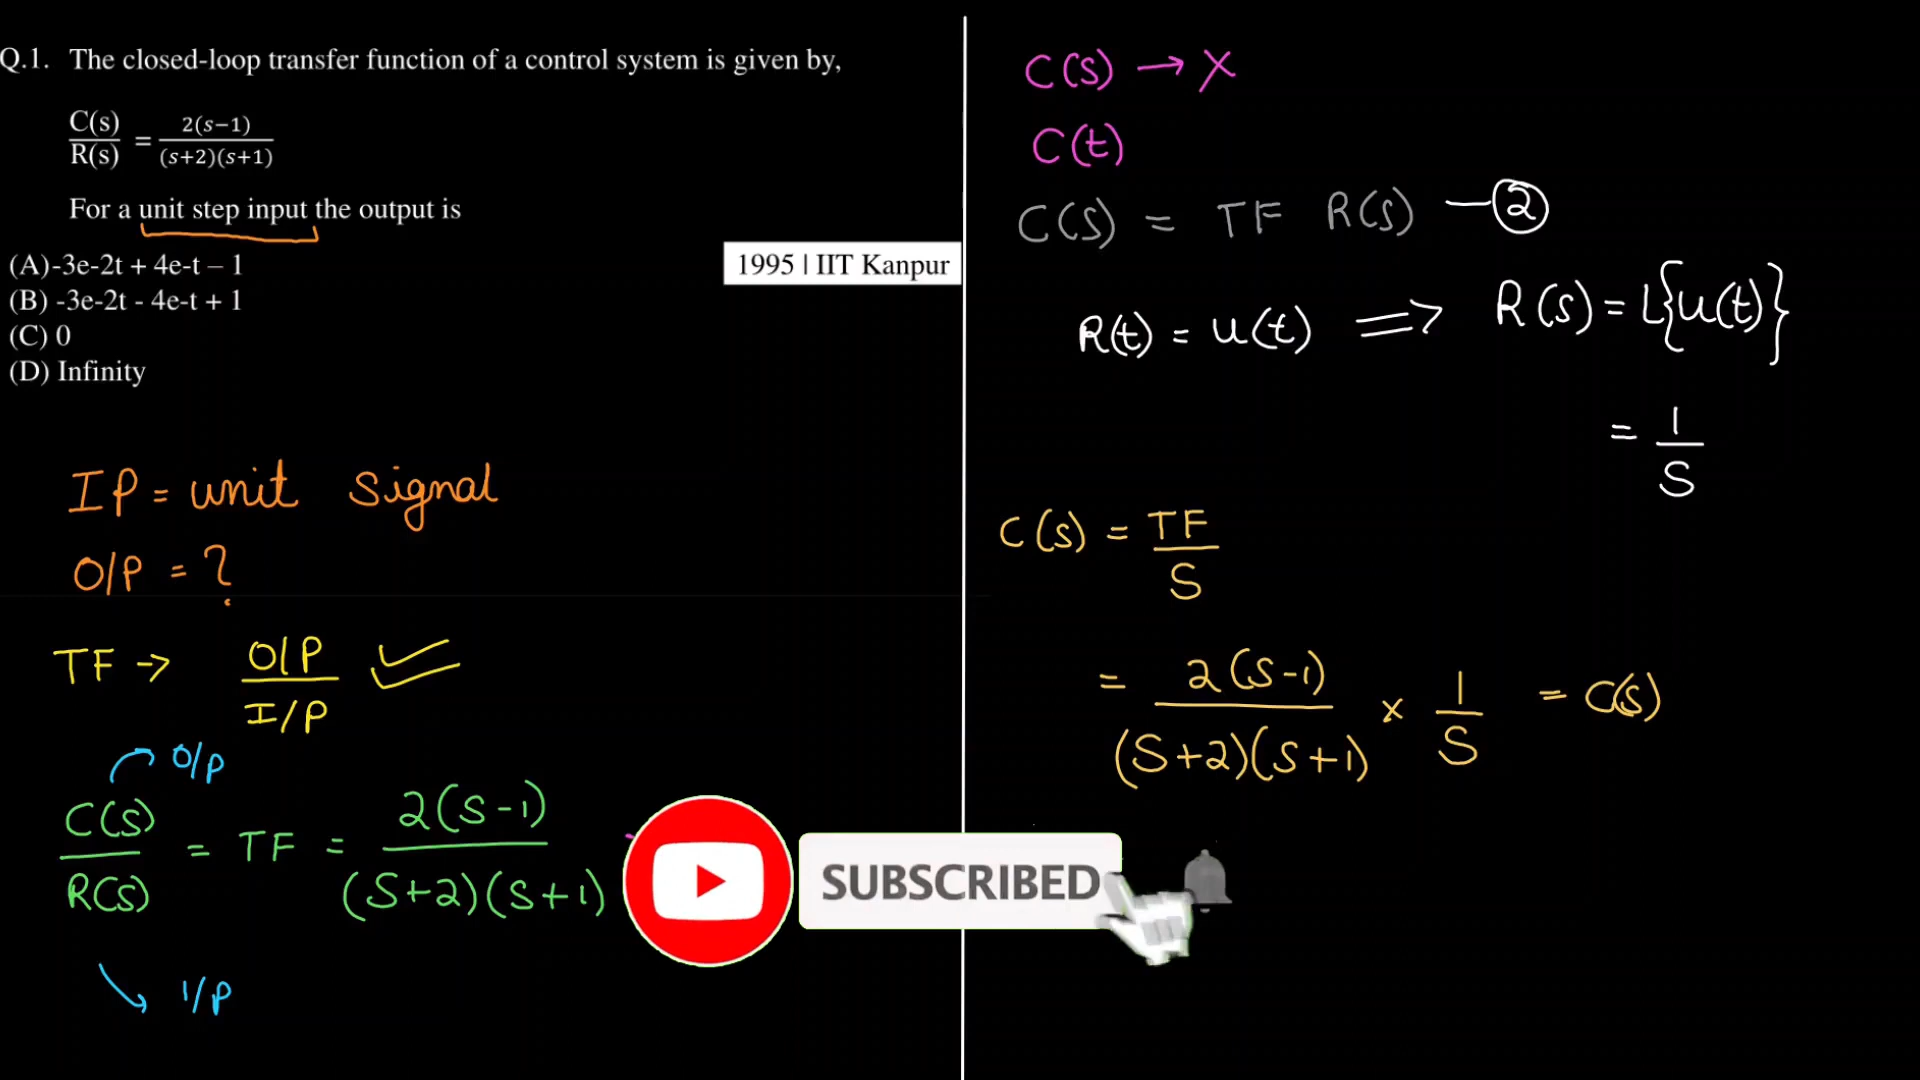 Q.1. The closed-loop transfer function of a control system is given by,
C(s)/R(s) = 2(s−1)/(s+2)(s+1)
For a unit step input the output is
(A)-3e-2t + 4e-t – 1
(B) -3e-2t - 4e-t + 1
(C) 0
(D) Infinity
1995 | IIT Kanpur
IP = unit signal
O/P = ?
TF → O/P / I/P
O/P
C(S)/R(S) = TF = 2(S-1)/(S+2)(S+1)
I/P
C(S) → X
C(t)
C(S) = TF R(S) — 2
R(t) = u(t) ⟹ R(S) = L{u(t)}
= 1/S
C(S) = TF/S
= 2(S-1)/(S+2)(S+1) × 1/S = C(S)
SUBSCRIBED